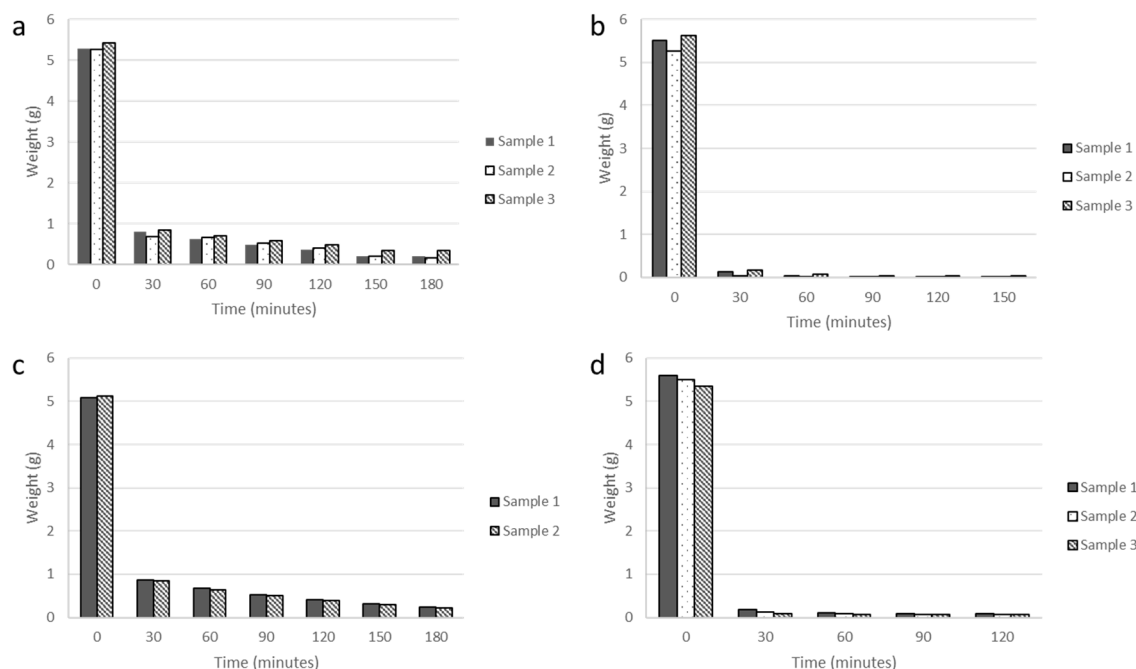 a
6
5
4
3
2
1
0
Weight (g)
0 30 60 90 120 150 180
Time (minutes)
Sample 1
Sample 2
Sample 3
b
6
5
4
3
2
1
0
Weight (g)
0 30 60 90 120 150
Time (minutes)
Sample 1
Sample 2
Sample 3
c
6
5
4
3
2
1
0
Weight (g)
0 30 60 90 120 150 180
Time (minutes)
Sample 1
Sample 2
d
6
5
4
3
2
1
0
Weight (g)
0 30 60 90 120
Time (minutes)
Sample 1
Sample 2
Sample 3